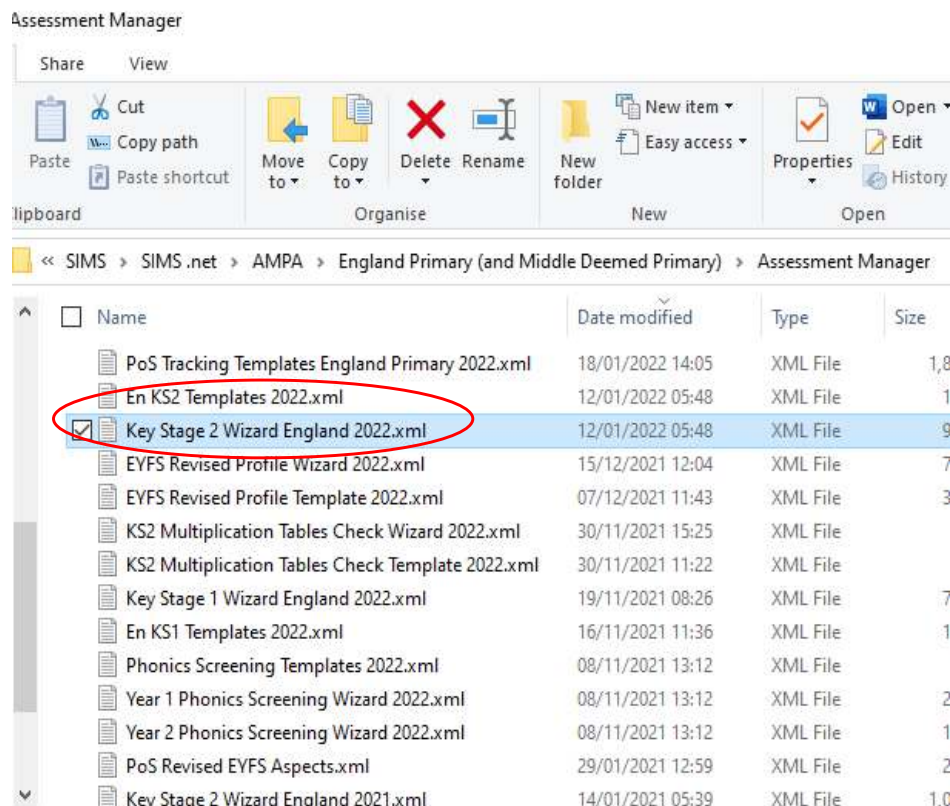 Assessment Manager
Share View
Cut
Copy path
Paste shortcut
Paste
Move to
Copy to
Delete
Rename
New folder
New item
Easy access
Properties
Open
Edit
History
Organise
New
Open
« SIMS > SIMS .net > AMPA > England Primary (and Middle Deemed Primary) > Assessment Manager
Name Date modified Type Size
PoS Tracking Templates England Primary 2022.xml 18/01/2022 14:05 XML File
En KS2 Templates 2022.xml 12/01/2022 05:48 XML File
Key Stage 2 Wizard England 2022.xml 12/01/2022 05:48 XML File
EYFS Revised Profile Wizard 2022.xml 15/12/2021 12:04 XML File
EYFS Revised Profile Template 2022.xml 07/12/2021 11:43 XML File
KS2 Multiplication Tables Check Wizard 2022.xml 30/11/2021 15:25 XML File
KS2 Multiplication Tables Check Template 2022.xml 30/11/2021 11:22 XML File
Key Stage 1 Wizard England 2022.xml 19/11/2021 08:26 XML File
En KS1 Templates 2022.xml 16/11/2021 11:36 XML File
Phonics Screening Templates 2022.xml 08/11/2021 13:12 XML File
Year 1 Phonics Screening Wizard 2022.xml 08/11/2021 13:12 XML File
Year 2 Phonics Screening Wizard 2022.xml 08/11/2021 13:12 XML File
PoS Revised EYFS Aspects.xml 29/01/2021 12:59 XML File
Key Stage 2 Wizard England 2021.xml 14/01/2021 05:39 XML File